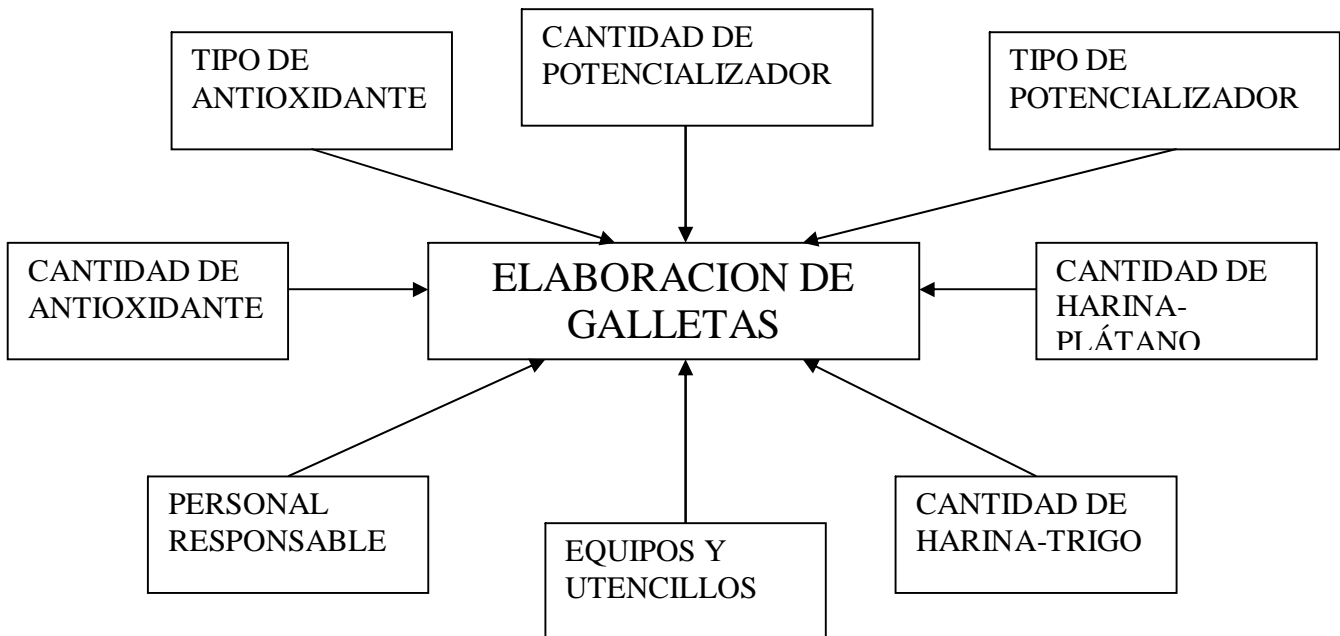 CANTIDAD DE
POTENCIALIZADOR
TIPO DE
ANTIOXIDANTE
TIPO DE
POTENCIALIZADOR
CANTIDAD DE
ANTIOXIDANTE
ELABORACION DE
GALLETAS
CANTIDAD DE
HARINA-
PLÁTANO
PERSONAL
RESPONSABLE
EQUIPOS Y
UTENCILLOS
CANTIDAD DE
HARINA-TRIGO